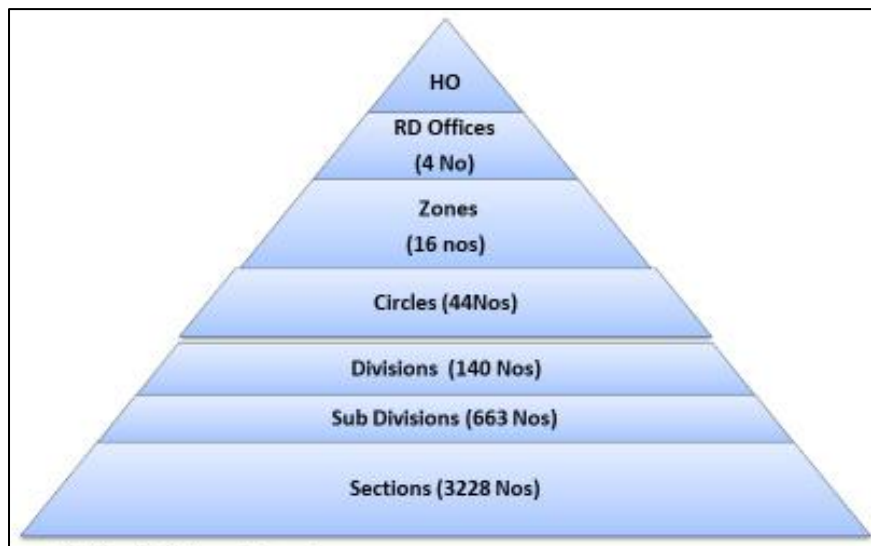 HO
RD Offices
(4 No)
Zones
(16 nos)
Circles (44Nos)
Divisions (140 Nos)
Sub Divisions (663 Nos)
Sections (3228 Nos)